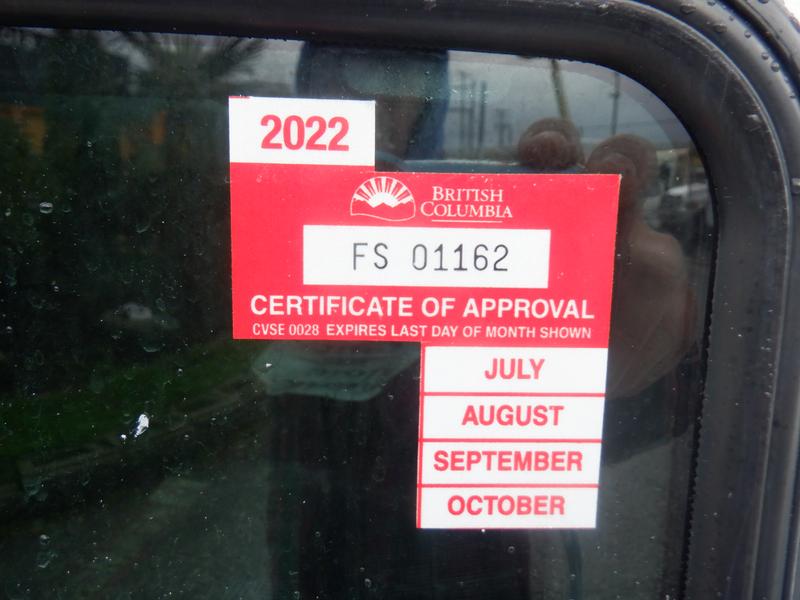 2022
BRITISH
COLUMBIA
FS 01162
CERTIFICATE OF APPROVAL
CVSE 0028 EXPIRES LAST DAY OF MONTH SHOWN
JULY
AUGUST
SEPTEMBER
OCTOBER